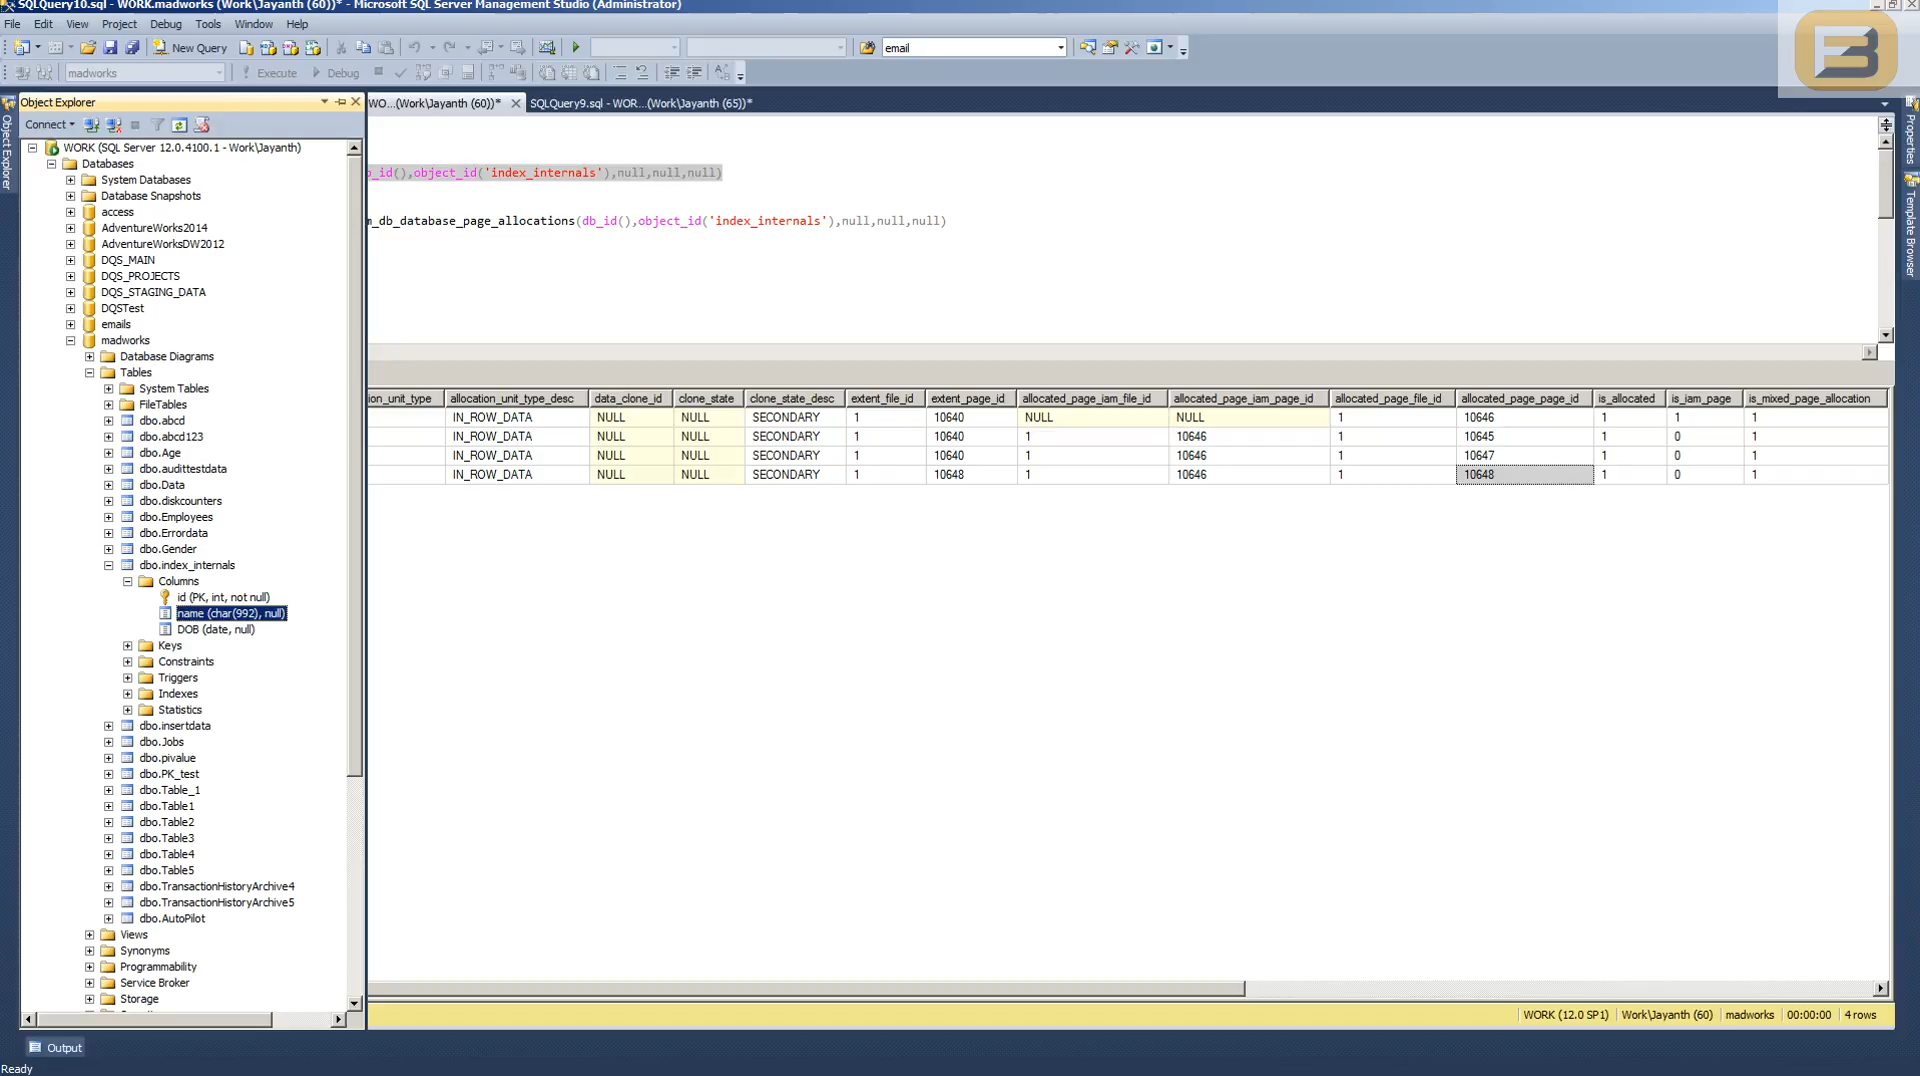 SQLQuery10.sql - WORK.madworks (Work\Jayanth (60))* - Microsoft SQL Server Management Studio (Administrator)
File Edit View Project Debug Tools Window Help
New Query email
madworks Execute Debug
Object Explorer WO...(Work\Jayanth (60))* SQLQuery9.sql - WOR...(Work\Jayanth (65))*
Connect
WORK (SQL Server 12.0.4100.1 - Work\Jayanth)
Databases
System Databases
Database Snapshots
access
AdventureWorks2014
AdventureWorksDW2012
DQS_MAIN
DQS_PROJECTS
DQS_STAGING_DATA
DQSTest
emails
madworks
Database Diagrams
Tables
System Tables
FileTables
dbo.abcd
dbo.abcd123
dbo.Age
dbo.audittestdata
dbo.Data
dbo.diskcounters
dbo.Employees
dbo.Errordata
dbo.Gender
dbo.index_internals
Columns
id (PK, int, not null)
name (char(992), null)
DOB (date, null)
Keys
Constraints
Triggers
Indexes
Statistics
dbo.insertdata
dbo.Jobs
dbo.pivalue
dbo.PK_test
dbo.Table_1
dbo.Table1
dbo.Table2
dbo.Table3
dbo.Table4
dbo.Table5
dbo.TransactionHistoryArchive4
dbo.TransactionHistoryArchive5
dbo.AutoPilot
Views
Synonyms
Programmability
Service Broker
Storage
b_id(),object_id('index_internals'),null,null,null)
m_db_database_page_allocations(db_id(),object_id('index_internals'),null,null,null)
ion_unit_type allocation_unit_type_desc data_clone_id clone_state clone_state_desc extent_file_id extent_page_id allocated_page_iam_file_id allocated_page_iam_page_id allocated_page_file_id allocated_page_page_id is_allocated is_iam_page is_mixed_page_allocation
IN_ROW_DATA NULL NULL SECONDARY 1 10640 NULL NULL 1 10646 1 1 1
IN_ROW_DATA NULL NULL SECONDARY 1 10640 1 10646 1 10645 1 0 1
IN_ROW_DATA NULL NULL SECONDARY 1 10640 1 10646 1 10647 1 0 1
IN_ROW_DATA NULL NULL SECONDARY 1 10648 1 10646 1 10648 1 0 1
WORK (12.0 SP1) Work\Jayanth (60) madworks 00:00:00 4 rows
Output
Ready
Object Explorer
Properties
Template Browser